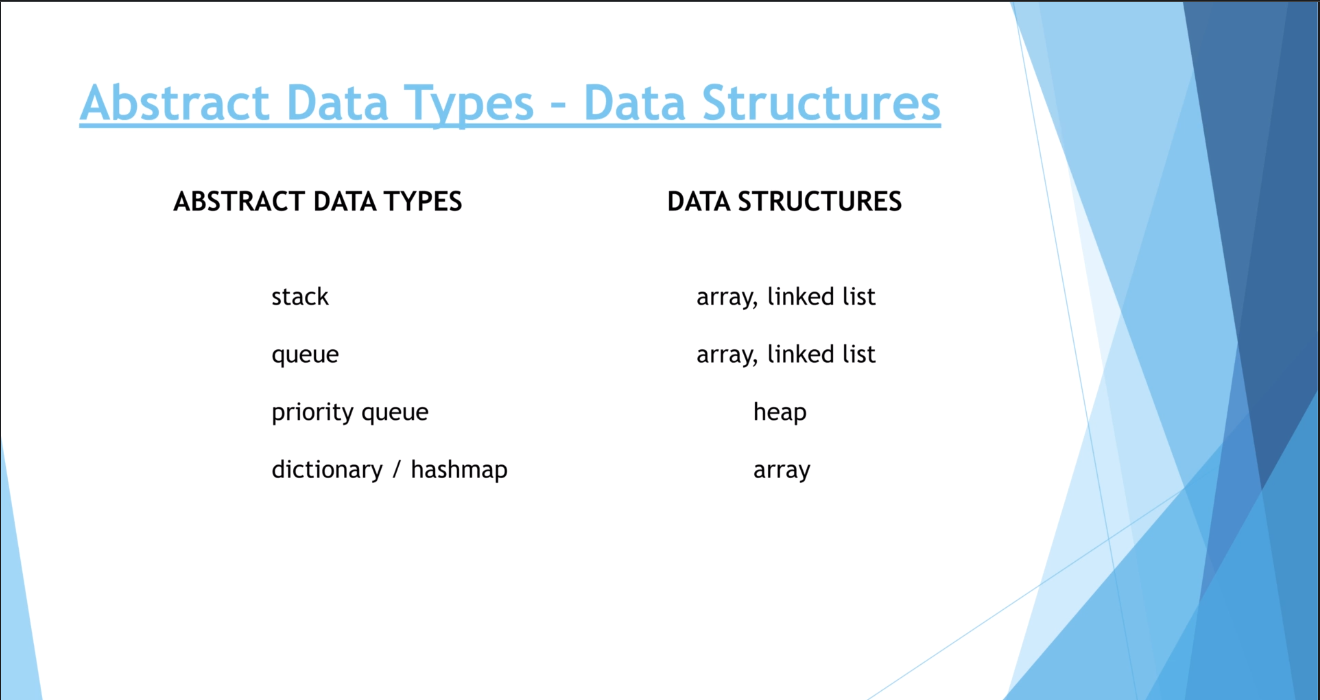 Abstract Data Types – Data Structures
ABSTRACT DATA TYPES DATA STRUCTURES
stack array, linked list
queue array, linked list
priority queue heap
dictionary / hashmap array